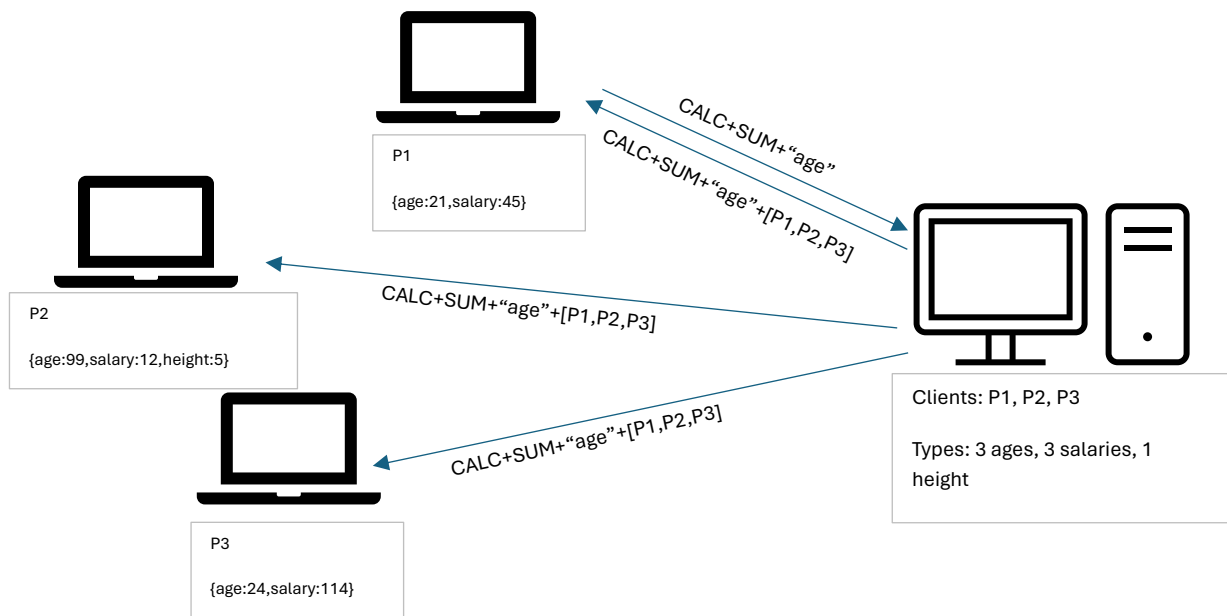 P1
{age:21,salary:45}
CALC+SUM+“age”
CALC+SUM+“age”+[P1,P2,P3]
P2
{age:99,salary:12,height:5}
CALC+SUM+“age”+[P1,P2,P3]
CALC+SUM+“age”+[P1,P2,P3]
Clients: P1, P2, P3
Types: 3 ages, 3 salaries, 1
height
P3
{age:24,salary:114}